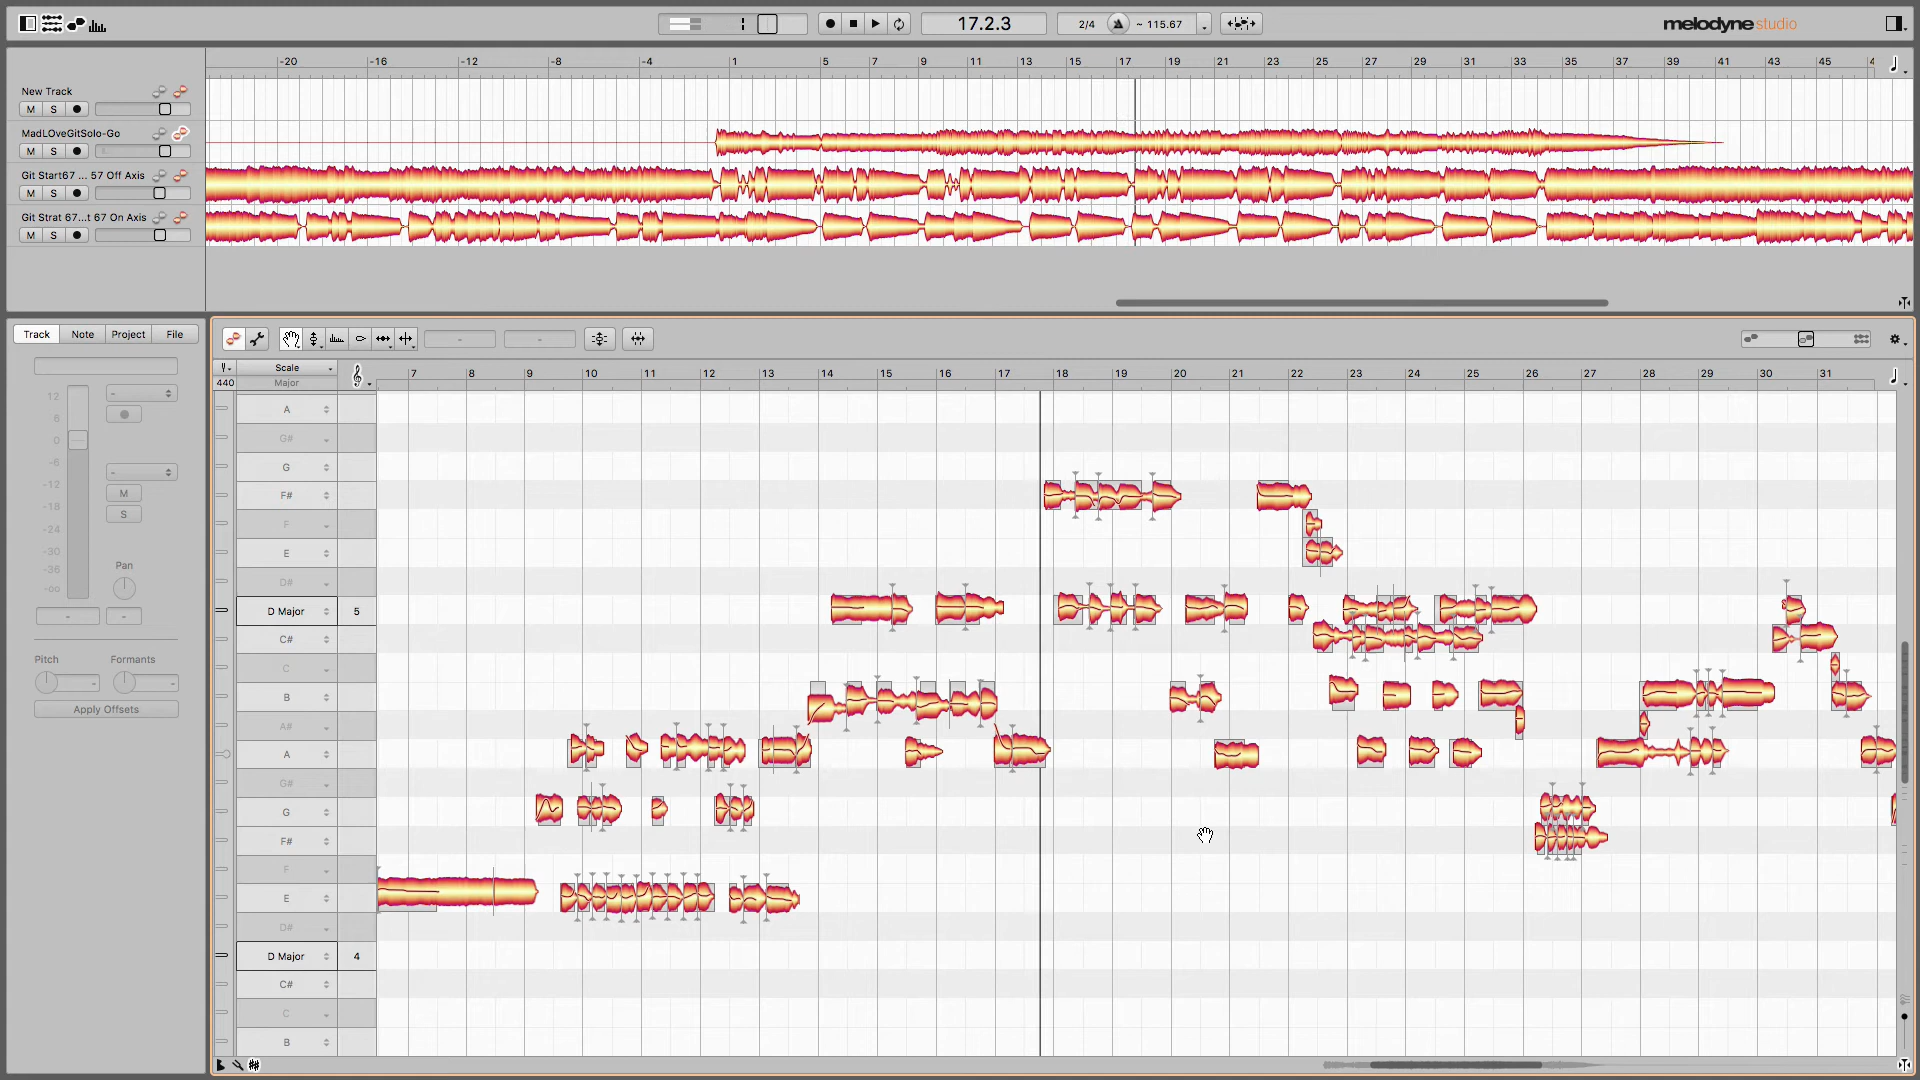 17.2.3
2/4
~ 115.67
melodyne studio
-20 -16 -12 -8 -4 1 5 7 9 11 13 15 17 19 21 23 25 27 29 31 33 35 37 39 41 43 45 4
New Track
M S
MadLOveGitSolo-Go
M S
Git Start67 ... 57 Off Axis
M S
Git Strat 67...t 67 On Axis
M S
Track Note Project File
12
6
0
-6
-12
-18
-24
-30
-36
-oo
-
-
M
S
Pan
-
-
Pitch
Formants
-
-
Apply Offsets
-
-
Scale
440
Major
7 8 9 10 11 12 13 14 15 16 17 18 19 20 21 22 23 24 25 26 27 28 29 30 31
A
G#
G
F#
F
E
D#
D Major 5
C#
C
B
A#
A
G#
G
F#
F
E
D#
D Major 4
C#
C
B